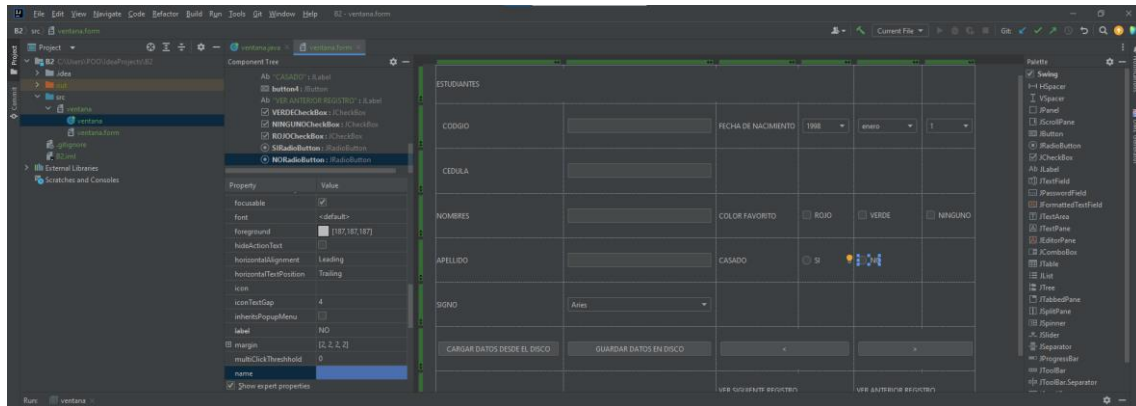 File Edit View Navigate Code Refactor Build Run Tools Git Window Help B2 - ventana.form
B2 src ventana.form
Current File Git:
Project
ventana.java
ventana.form
B2 C:\Users\POO\IdeaProjects\B2
.idea
out
src
ventana
ventana
ventana.form
.gitignore
B2.iml
External Libraries
Scratches and Consoles
Project
Commit
Component Tree
Ab "CASADO" : JLabel
button4 : JButton
Ab "VER ANTERIOR REGISTRO" : JLabel
VERDECheckBox : JCheckBox
NINGUNOCheckBox : JCheckBox
ROJOCheckBox : JCheckBox
SIRadioButton : JRadioButton
NORadioButton : JRadioButton
Property Value
focusable
font <default>
foreground [187,187,187]
hideActionText
horizontalAlignment Leading
horizontalTextPosition Trailing
icon
iconTextGap 4
inheritsPopupMenu
label NO
margin [2, 2, 2, 2]
multiClickThreshhold 0
name
Show expert properties
ESTUDIANTES
CODGIO FECHA DE NACIMIENTO 1998 enero 1
CEDULA
NOMBRES COLOR FAVORITO ROJO VERDE NINGUNO
APELLIDO CASADO SI NO
SIGNO Aries
CARGAR DATOS DESDE EL DISCO GUARDAR DATOS EN DISCO < >
VER SIGUIENTE REGISTRO VER ANTERIOR REGISTRO
Palette
Swing
HSpacer
VSpacer
JPanel
JScrollPane
JButton
JRadioButton
JCheckBox
Ab JLabel
JTextField
JPasswordField
JFormattedTextField
JTextArea
JTextPane
JEditorPane
JComboBox
JTable
JList
JTree
JTabbedPane
JSplitPane
JSpinner
JSlider
JSeparator
JProgressBar
JToolBar
JToolBar.Separator
Run: ventana